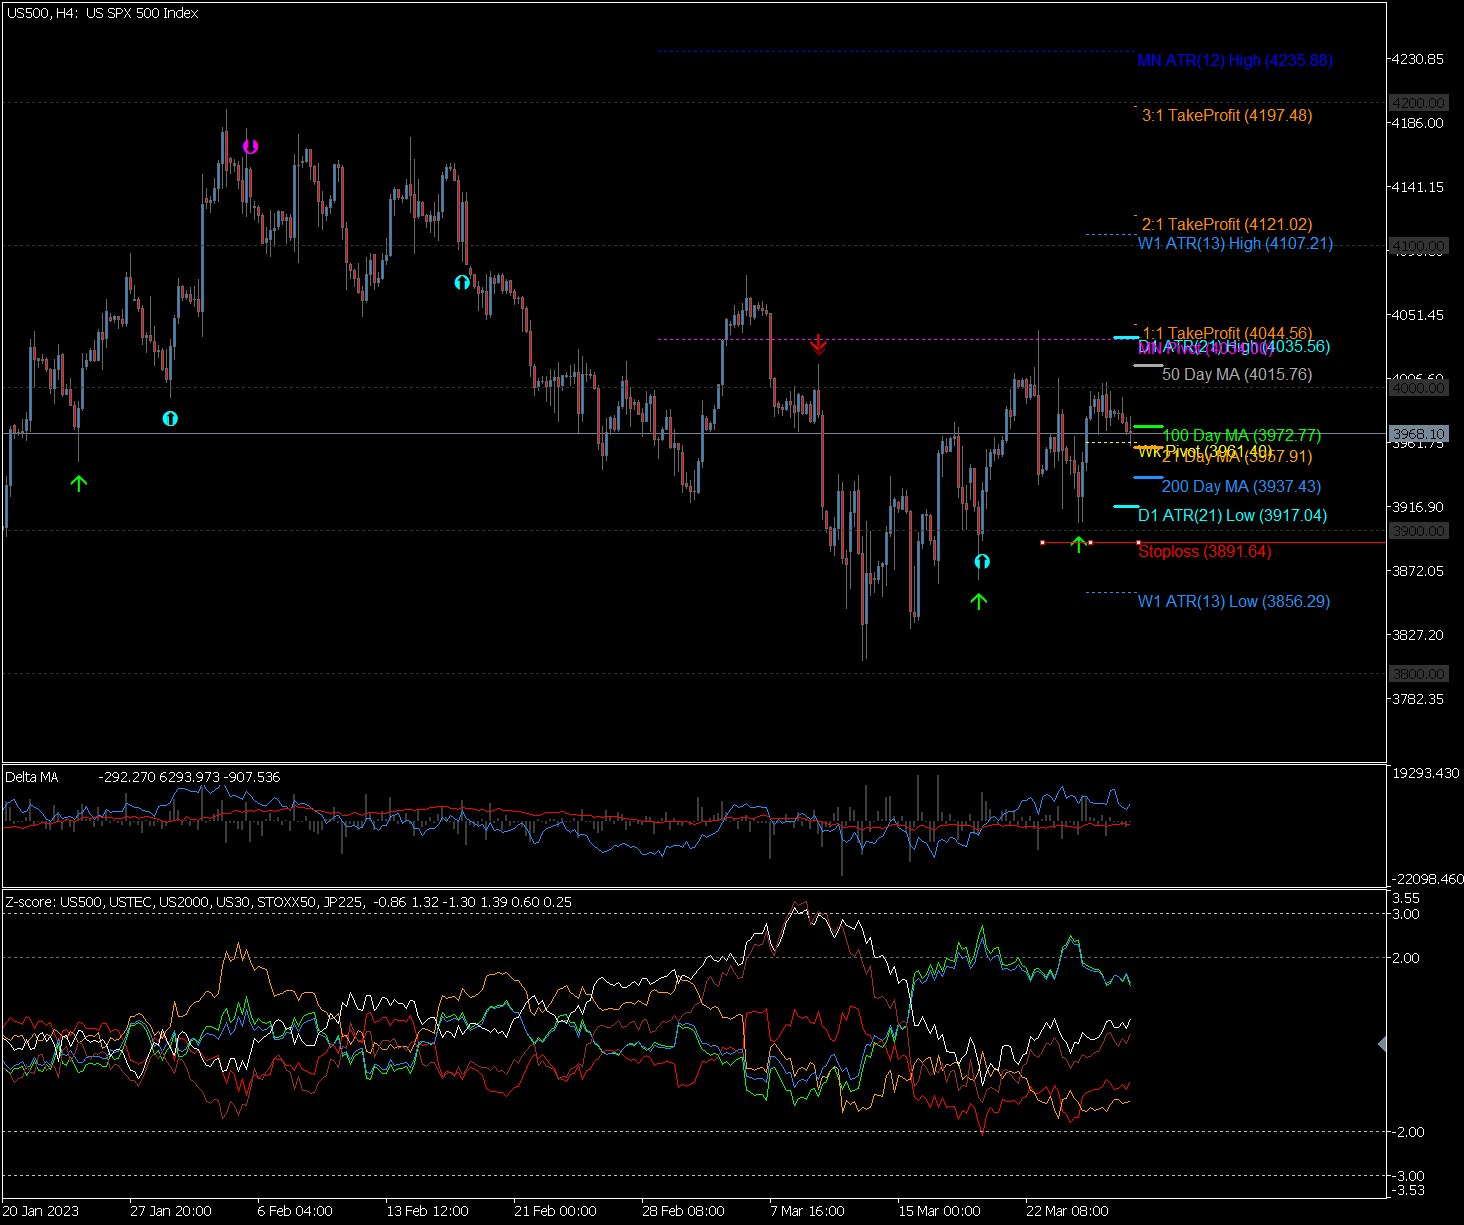 US500, H4: US SPX 500 Index
4230.85
MN ATR(12) High (4235.88)
4200.00
3:1 TakeProfit (4197.48)
4186.00
4141.15
2:1 TakeProfit (4121.02)
W1 ATR(13) High (4107.21)
4100.00
4051.45
1:1 TakeProfit (4044.56)
D1 ATR(21) High (4035.56)
MN Pivot
50 Day MA (4015.76)
4006.60
4000.00
100 Day MA (3972.77)
3968.10
3961.75
Wk Pivot (3961.40)
21 Day MA (3957.91)
200 Day MA (3937.43)
3916.90
D1 ATR(21) Low (3917.04)
3900.00
Stoploss (3891.64)
3872.05
W1 ATR(13) Low (3856.29)
3827.20
3800.00
3782.35
Delta MA -292.270 6293.973 -907.536
19293.430
-22098.460
Z-score: US500, USTEC, US2000, US30, STOXX50, JP225, -0.86 1.32 -1.30 1.39 0.60 0.25
3.55
3.00
2.00
-2.00
-3.00
-3.53
20 Jan 2023
27 Jan 20:00
6 Feb 04:00
13 Feb 12:00
21 Feb 00:00
28 Feb 08:00
7 Mar 16:00
15 Mar 00:00
22 Mar 08:00